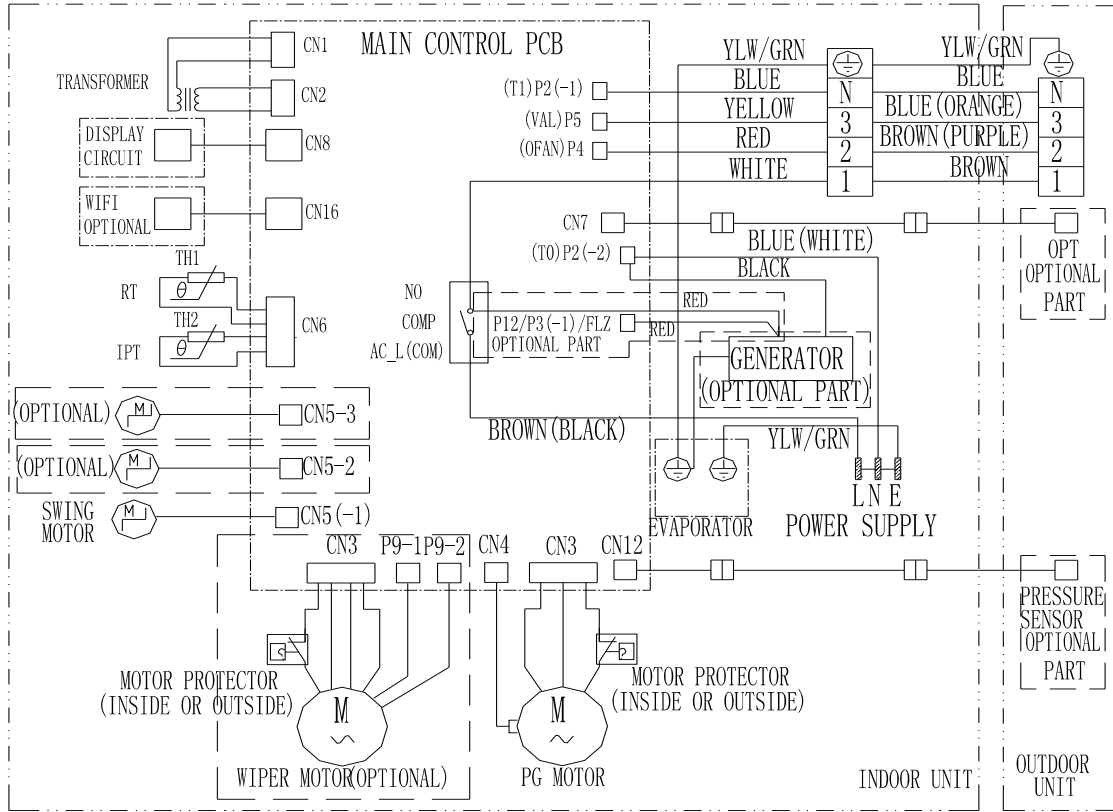 MAIN CONTROL PCB
CN1
TRANSFORMER
CN2
DISPLAY
CIRCUIT
CN8
WIFI
OPTIONAL
CN16
TH1
RT
θ
TH2
IPT
θ
CN6
(OPTIONAL)
M
CN5-3
(OPTIONAL)
M
CN5-2
SWING
MOTOR
M
CN5(-1)
(T1)P2(-1)
(VAL)P5
(OFAN)P4
YLW/GRN
BLUE
YELLOW
RED
WHITE
N
3
2
1
YLW/GRN
BLUE
BLUE(ORANGE)
BROWN(PURPLE)
BROWN
N
3
2
1
CN7
(T0)P2(-2)
BLUE(WHITE)
BLACK
OPT
OPTIONAL
PART
NO
COMP
AC_L(COM)
RED
P12/P3(-1)/FLZ
OPTIONAL PART
RED
GENERATOR
(OPTIONAL PART)
BROWN(BLACK)
YLW/GRN
EVAPORATOR
L N E
POWER SUPPLY
CN3
P9-1
P9-2
CN4
CN3
CN12
PRESSURE
SENSOR
OPTIONAL
PART
MOTOR PROTECTOR
(INSIDE OR OUTSIDE)
M
WIPER MOTOR(OPTIONAL)
M
PG MOTOR
MOTOR PROTECTOR
(INSIDE OR OUTSIDE)
INDOOR UNIT
OUTDOOR
UNIT